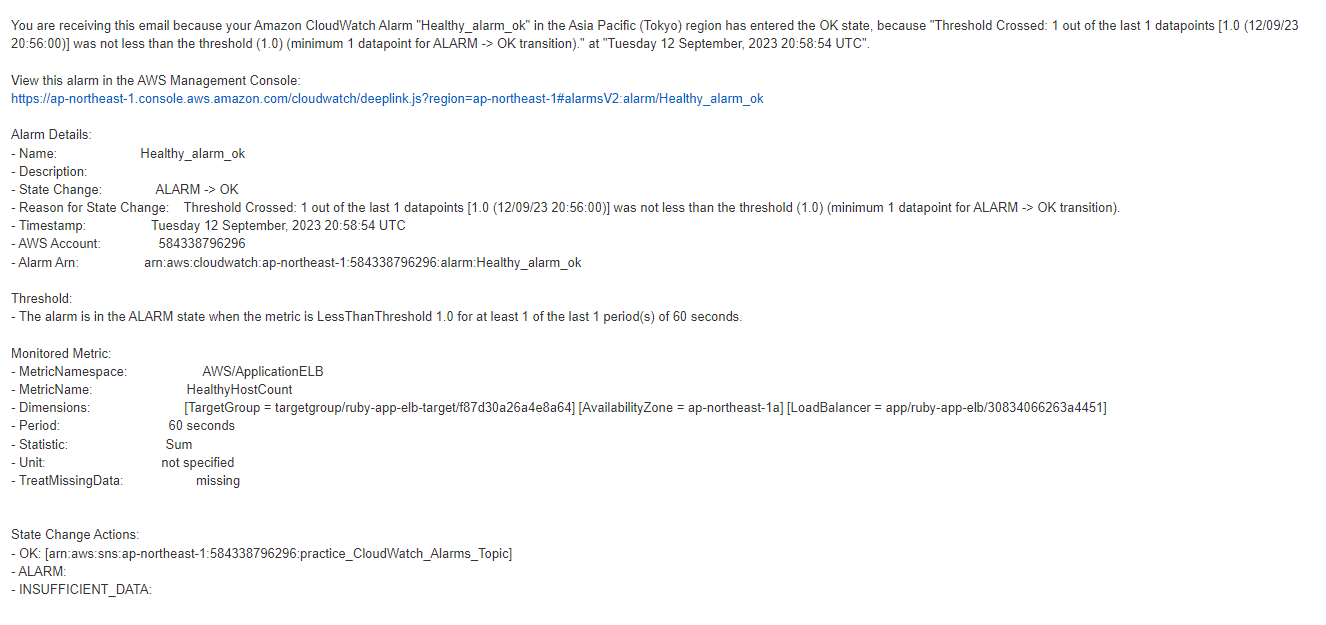 You are receiving this email because your Amazon CloudWatch Alarm "Healthy_alarm_ok" in the Asia Pacific (Tokyo) region has entered the OK state, because "Threshold Crossed: 1 out of the last 1 datapoints [1.0 (12/09/23
20:56:00)] was not less than the threshold (1.0) (minimum 1 datapoint for ALARM -> OK transition)." at "Tuesday 12 September, 2023 20:58:54 UTC".
View this alarm in the AWS Management Console:
https://ap-northeast-1.console.aws.amazon.com/cloudwatch/deeplink.js?region=ap-northeast-1#alarmsV2:alarm/Healthy_alarm_ok
Alarm Details:
- Name: Healthy_alarm_ok
- Description:
- State Change: ALARM -> OK
- Reason for State Change: Threshold Crossed: 1 out of the last 1 datapoints [1.0 (12/09/23 20:56:00)] was not less than the threshold (1.0) (minimum 1 datapoint for ALARM -> OK transition).
- Timestamp: Tuesday 12 September, 2023 20:58:54 UTC
- AWS Account: 584338796296
- Alarm Arn: arn:aws:cloudwatch:ap-northeast-1:584338796296:alarm:Healthy_alarm_ok
Threshold:
- The alarm is in the ALARM state when the metric is LessThanThreshold 1.0 for at least 1 of the last 1 period(s) of 60 seconds.
Monitored Metric:
- MetricNamespace: AWS/ApplicationELB
- MetricName: HealthyHostCount
- Dimensions: [TargetGroup = targetgroup/ruby-app-elb-target/f87d30a26a4e8a64] [AvailabilityZone = ap-northeast-1a] [LoadBalancer = app/ruby-app-elb/30834066263a4451]
- Period: 60 seconds
- Statistic: Sum
- Unit: not specified
- TreatMissingData: missing
State Change Actions:
- OK: [arn:aws:sns:ap-northeast-1:584338796296:practice_CloudWatch_Alarms_Topic]
- ALARM:
- INSUFFICIENT_DATA: